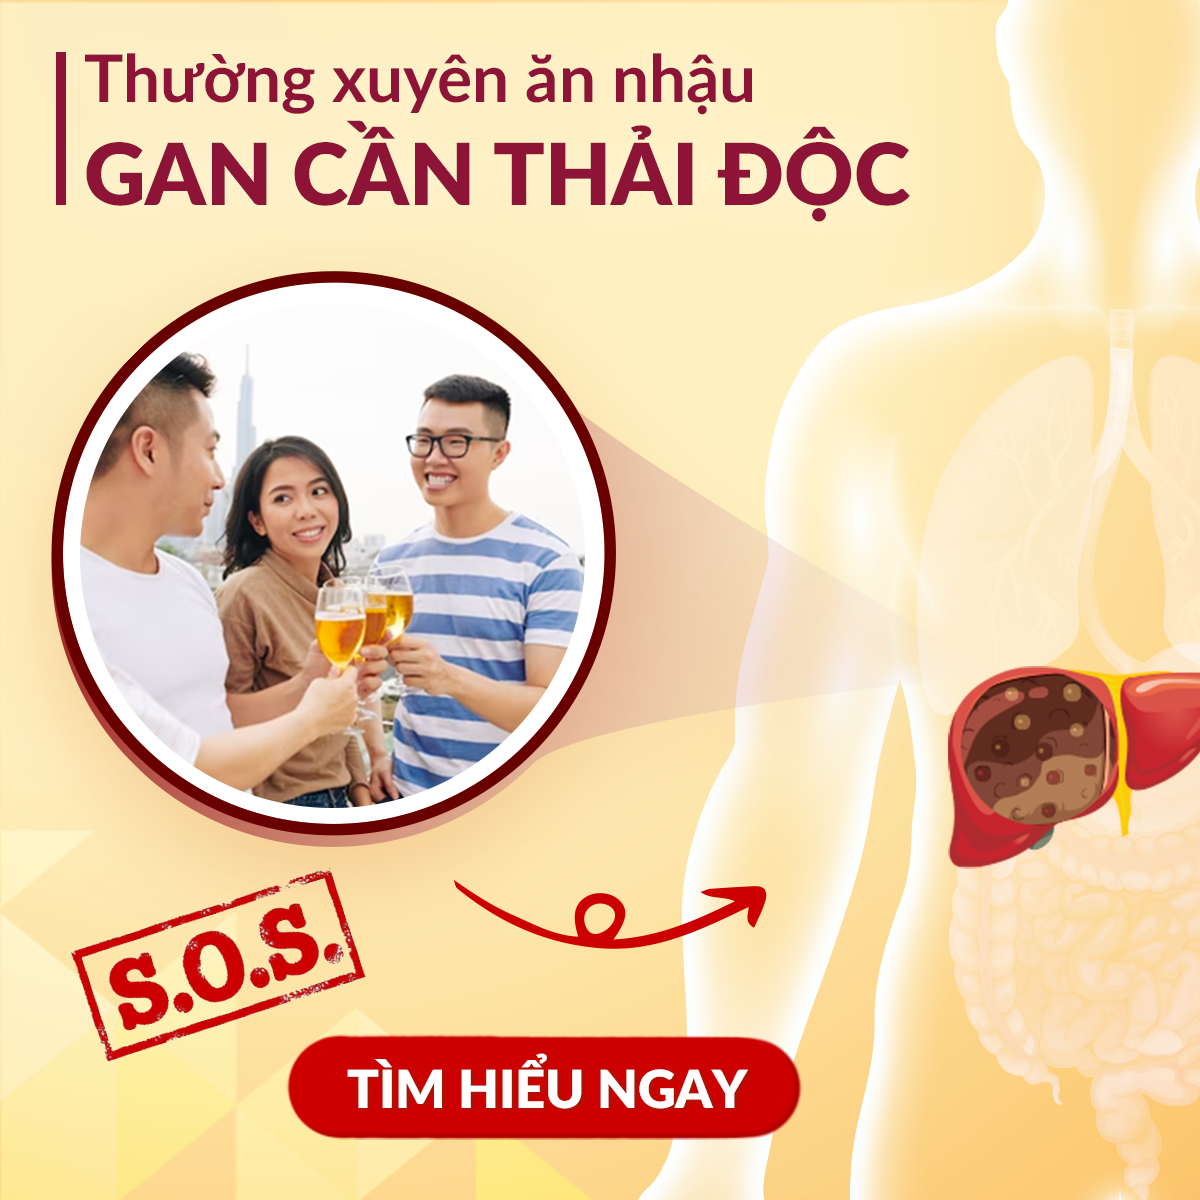 Thường xuyên ăn nhậu
GAN CẦN THẢI ĐỘC
S.O.S.
TÌM HIỂU NGAY